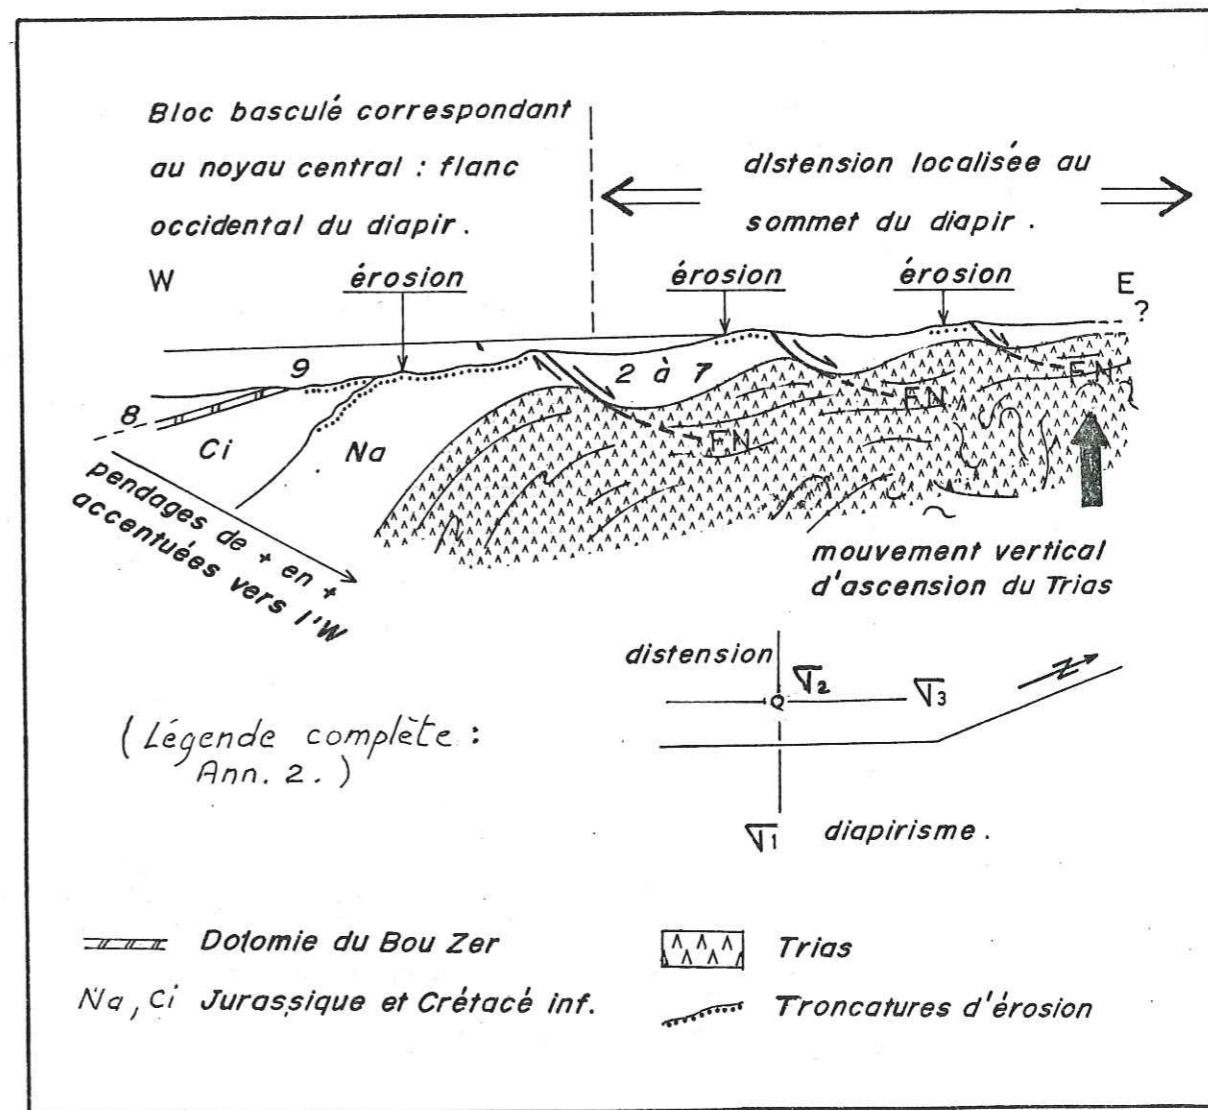 Bloc basculé correspondant
au noyau central : flanc
occidental du diapir .
distension localisée au
sommet du diapir .
W
érosion
érosion
érosion
E
?
9
2 à 7
8
Ci
Na
F.N
F.N
F.N
pendages de + en +
accentuées vers l'W
mouvement vertical
d'ascension du Trias
distension
σ2
σ3
N
(Légende complète :
Ann. 2. )
σ1 diapirisme .
Dolomie du Bou Zer
Trias
Na, Ci Jurassique et Crétacé inf.
Troncatures d'érosion